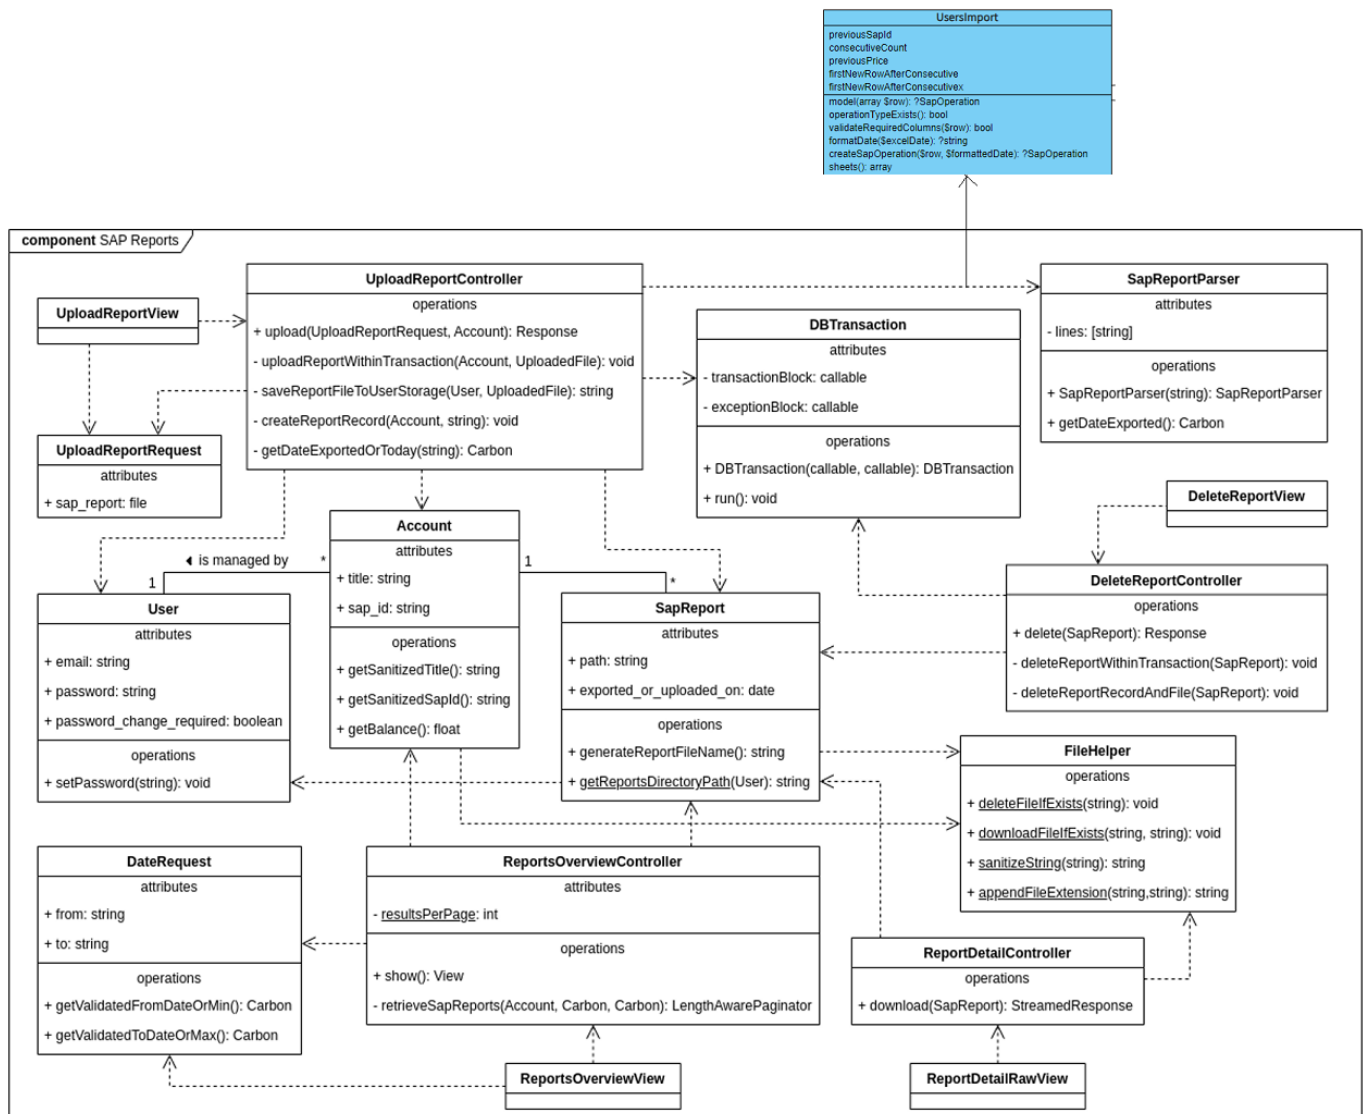 UsersImport
previousSapId
consecutiveCount
previousPrice
firstNewRowAfterConsecutive
firstNewRowAfterConsecutivex
model(array $row): ?SapOperation
operationTypeExists(): bool
validateRequiredColumns($row): bool
formatDate($excelDate): ?string
createSapOperation($row, $formattedDate): ?SapOperation
sheets(): array
component SAP Reports
UploadReportView
UploadReportController
operations
+ upload(UploadReportRequest, Account): Response
- uploadReportWithinTransaction(Account, UploadedFile): void
- saveReportFileToUserStorage(User, UploadedFile): string
- createReportRecord(Account, string): void
- getDateExportedOrToday(string): Carbon
SapReportParser
attributes
- lines: [string]
operations
+ SapReportParser(string): SapReportParser
+ getDateExported(): Carbon
DBTransaction
attributes
- transactionBlock: callable
- exceptionBlock: callable
operations
+ DBTransaction(callable, callable): DBTransaction
+ run(): void
UploadReportRequest
attributes
+ sap_report: file
DeleteReportView
Account
attributes
+ title: string
+ sap_id: string
operations
+ getSanitizedTitle(): string
+ getSanitizedSapId(): string
+ getBalance(): float
is managed by
*
1
1
*
User
attributes
+ email: string
+ password: string
+ password_change_required: boolean
operations
+ setPassword(string): void
SapReport
attributes
+ path: string
+ exported_or_uploaded_on: date
operations
+ generateReportFileName(): string
+ getReportsDirectoryPath(User): string
DeleteReportController
operations
+ delete(SapReport): Response
- deleteReportWithinTransaction(SapReport): void
- deleteReportRecordAndFile(SapReport): void
FileHelper
operations
+ deleteFileIfExists(string): void
+ downloadFileIfExists(string, string): void
+ sanitizeString(string): string
+ appendFileExtension(string,string): string
DateRequest
attributes
+ from: string
+ to: string
operations
+ getValidatedFromDateOrMin(): Carbon
+ getValidatedToDateOrMax(): Carbon
ReportsOverviewController
attributes
- resultsPerPage: int
operations
+ show(): View
- retrieveSapReports(Account, Carbon, Carbon): LengthAwarePaginator
ReportDetailController
operations
+ download(SapReport): StreamedResponse
ReportsOverviewView
ReportDetailRawView